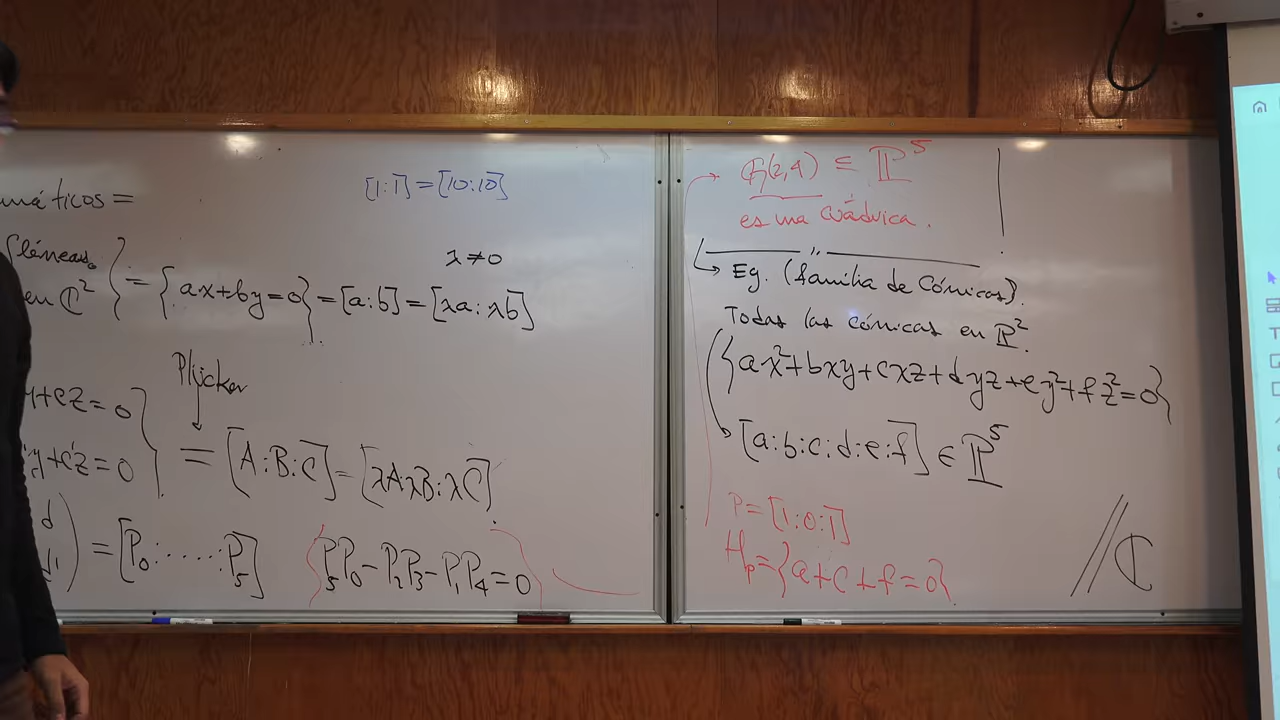 máticos =
[1:1] = [10:10]
líneas
en ℂ² } = {ax+by=0} = [a:b] = [λa:λb]
λ≠0
Plücker
y+cz=0
y+c'z=0 } = [A:B:C] = [λA:λB:λC]
d
d' ) = [P₀:.....:P₅]
P₅P₀-P₂P₃-P₁P₄=0
G(2,4) ∈ ℙ⁵
es una cuádrica.
Eg. (familia de Cónicas).
Todas las cónicas en ℙ².
{ax²+bxy+cxz+dyz+ey²+fz²=0}
[a:b:c:d:e:f] ∈ ℙ⁵
P=[1:0:1]
H_p={a+c+f=0}
// ℂ